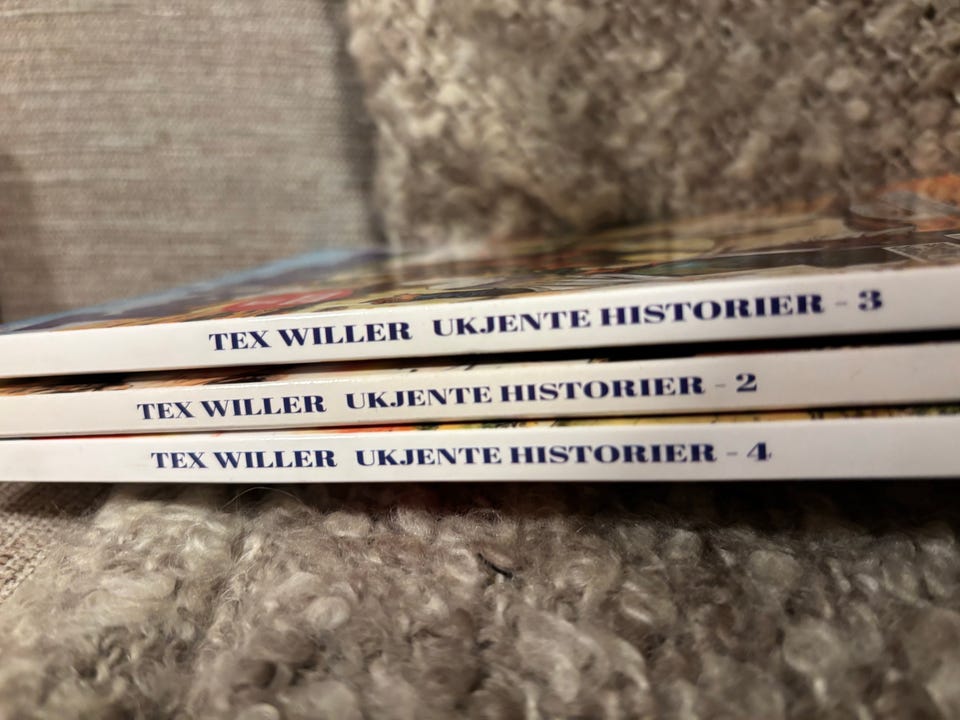 TEX WILLER UKJENTE HISTORIER - 3
TEX WILLER UKJENTE HISTORIER - 2
TEX WILLER UKJENTE HISTORIER - 4